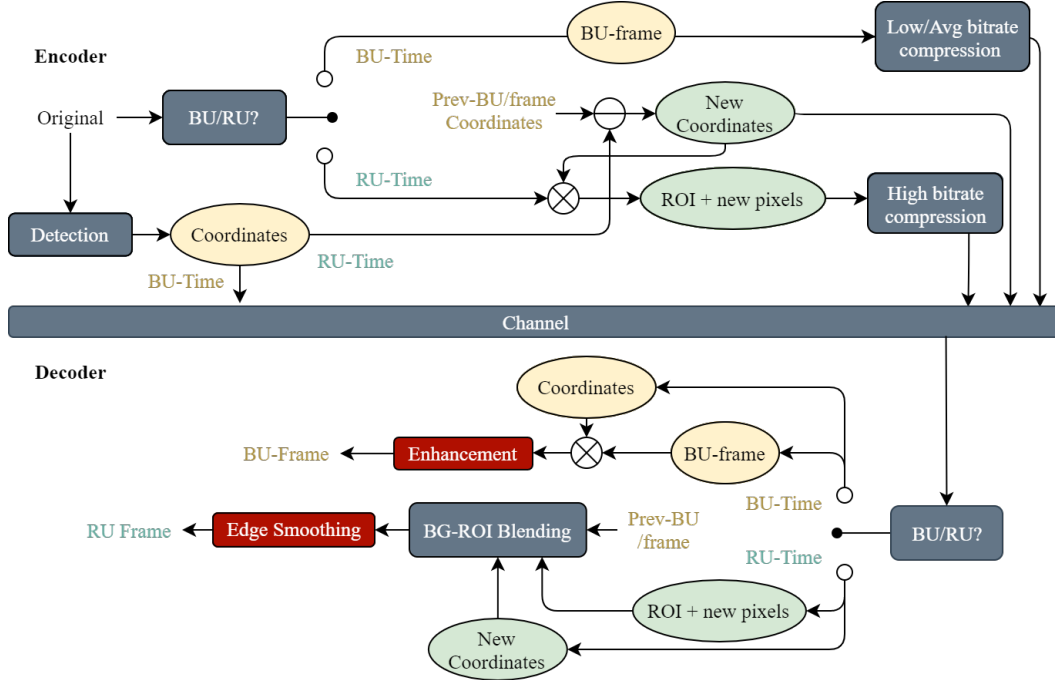 BU-frame
Low/Avg bitrate
compression
Encoder
BU-Time
Original
BU/RU?
Prev-BU/frame
Coordinates
New
Coordinates
RU-Time
ROI + new pixels
High bitrate
compression
Detection
Coordinates
RU-Time
BU-Time
Channel
Decoder
Coordinates
BU-Frame
Enhancement
BU-frame
BU-Time
RU Frame
Edge Smoothing
BG-ROI Blending
Prev-BU
/frame
BU/RU?
RU-Time
ROI + new pixels
New
Coordinates